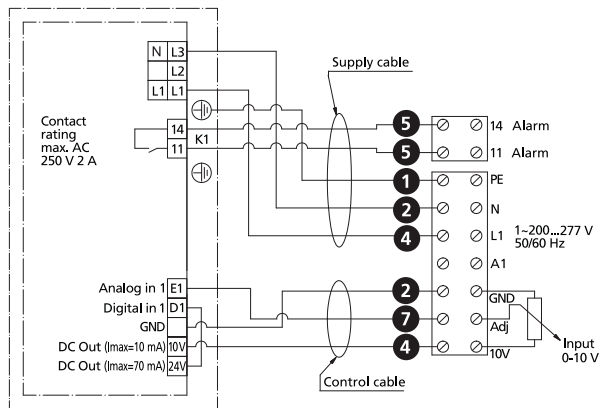 N L3
L2
L1 L1
Supply cable
Contact
rating
max. AC
250 V 2 A
14
11
K1
5 14 Alarm
5 11 Alarm
1 PE
2 N
4 L1 1~200...277 V
50/60 Hz
A1
Analog in 1 E1
Digital in 1 D1
GND
DC Out (Imax=10 mA) 10V
DC Out (Imax=70 mA) 24V
2 GND
7 Adj
4 10V
Input
0-10 V
Control cable